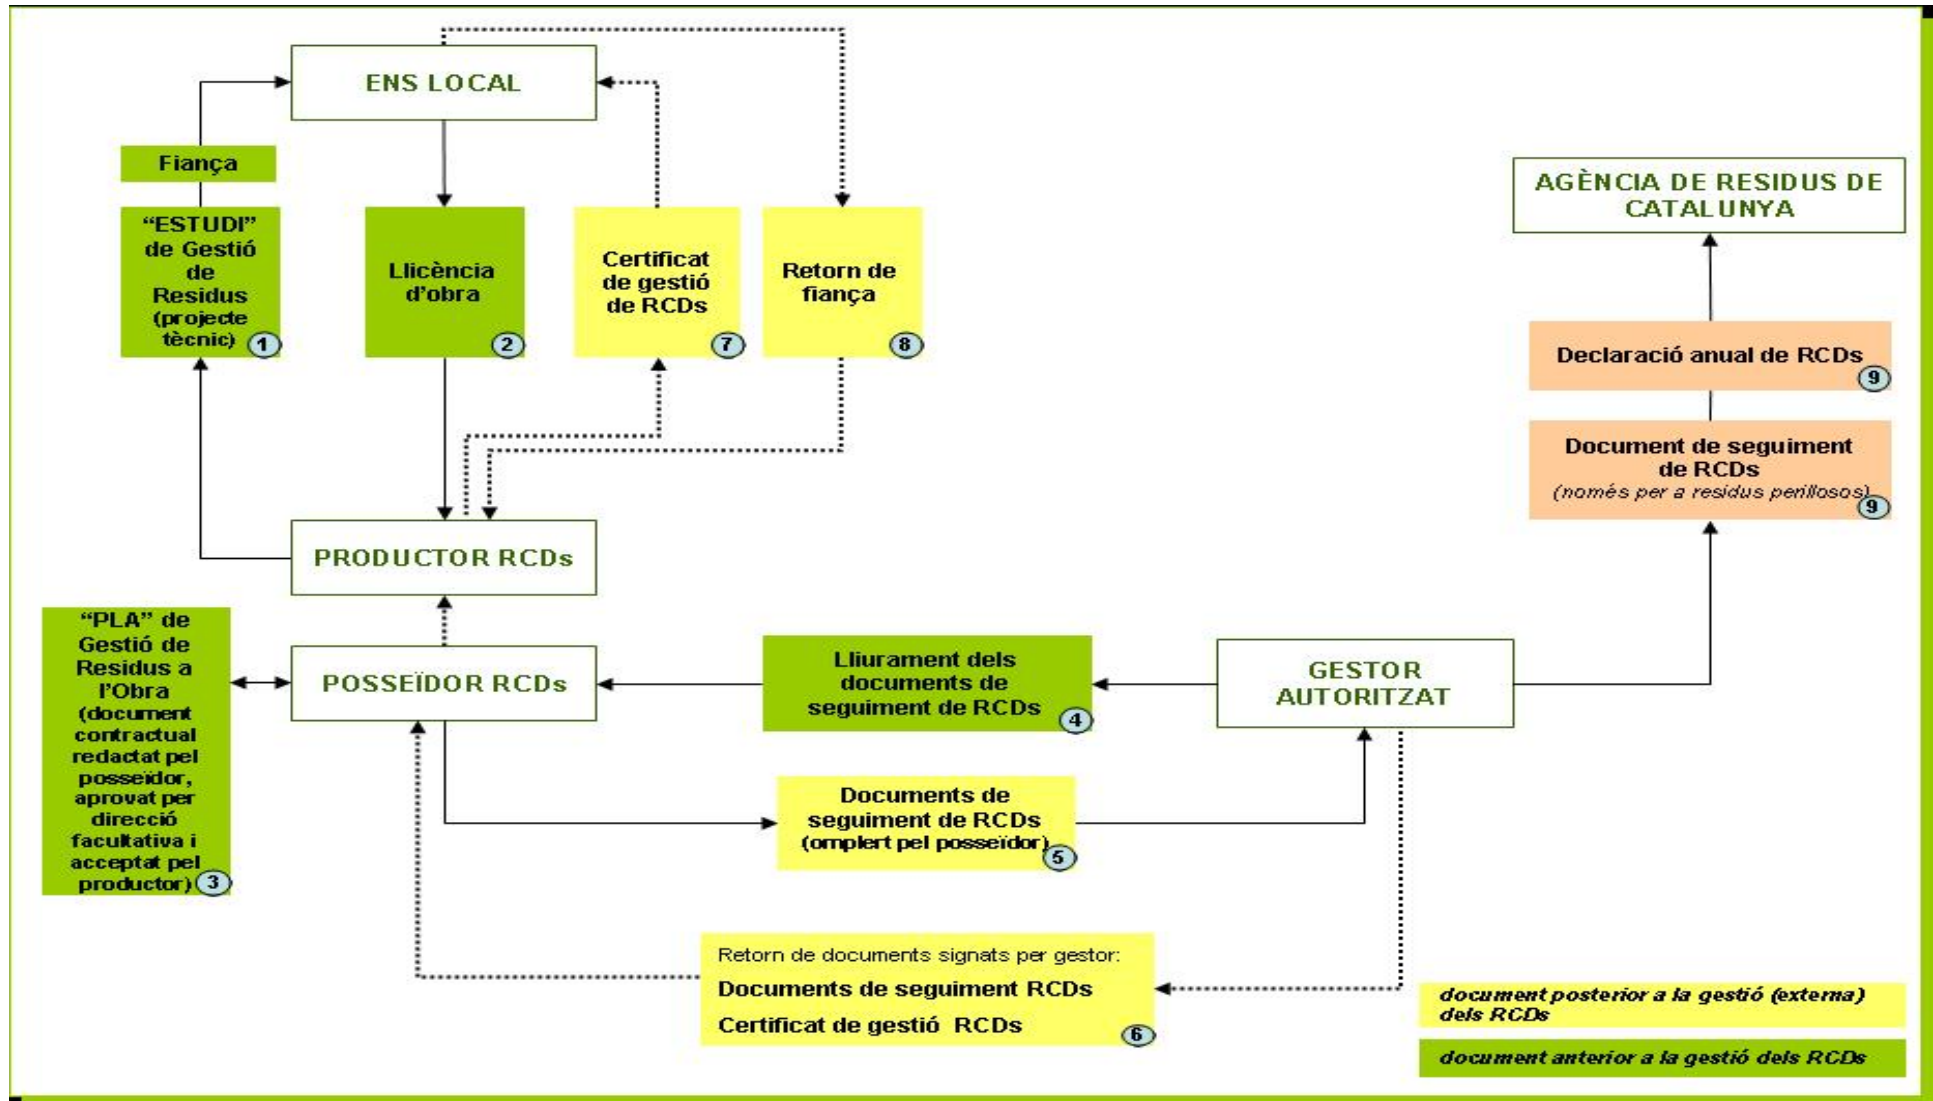 ENS LOCAL
Fiança
“ESTUDI”
de Gestió
de
Residus
(projecte
tècnic)
1
Llicència
d’obra
2
Certificat
de gestió
de RCDs
7
Retorn de
fiança
8
AGÈNCIA DE RESIDUS DE
CATALUNYA
Declaració anual de RCDs
9
Document de seguiment
de RCDs
(només per a residus perillosos)
9
PRODUCTOR RCDs
“PLA” de
Gestió de
Residus a
l’Obra
(document
contractual
redactat pel
posseïdor,
aprovat per
direcció
facultativa i
acceptat pel
productor)
3
POSSEÏDOR RCDs
Lliurament dels
documents de
seguiment de RCDs
4
GESTOR
AUTORITZAT
Documents de
seguiment de RCDs
(omplert pel posseïdor)
5
Retorn de documents signats per gestor:
Documents de seguiment RCDs
Certificat de gestió RCDs
6
document posterior a la gestió (externa)
dels RCDs
document anterior a la gestió dels RCDs